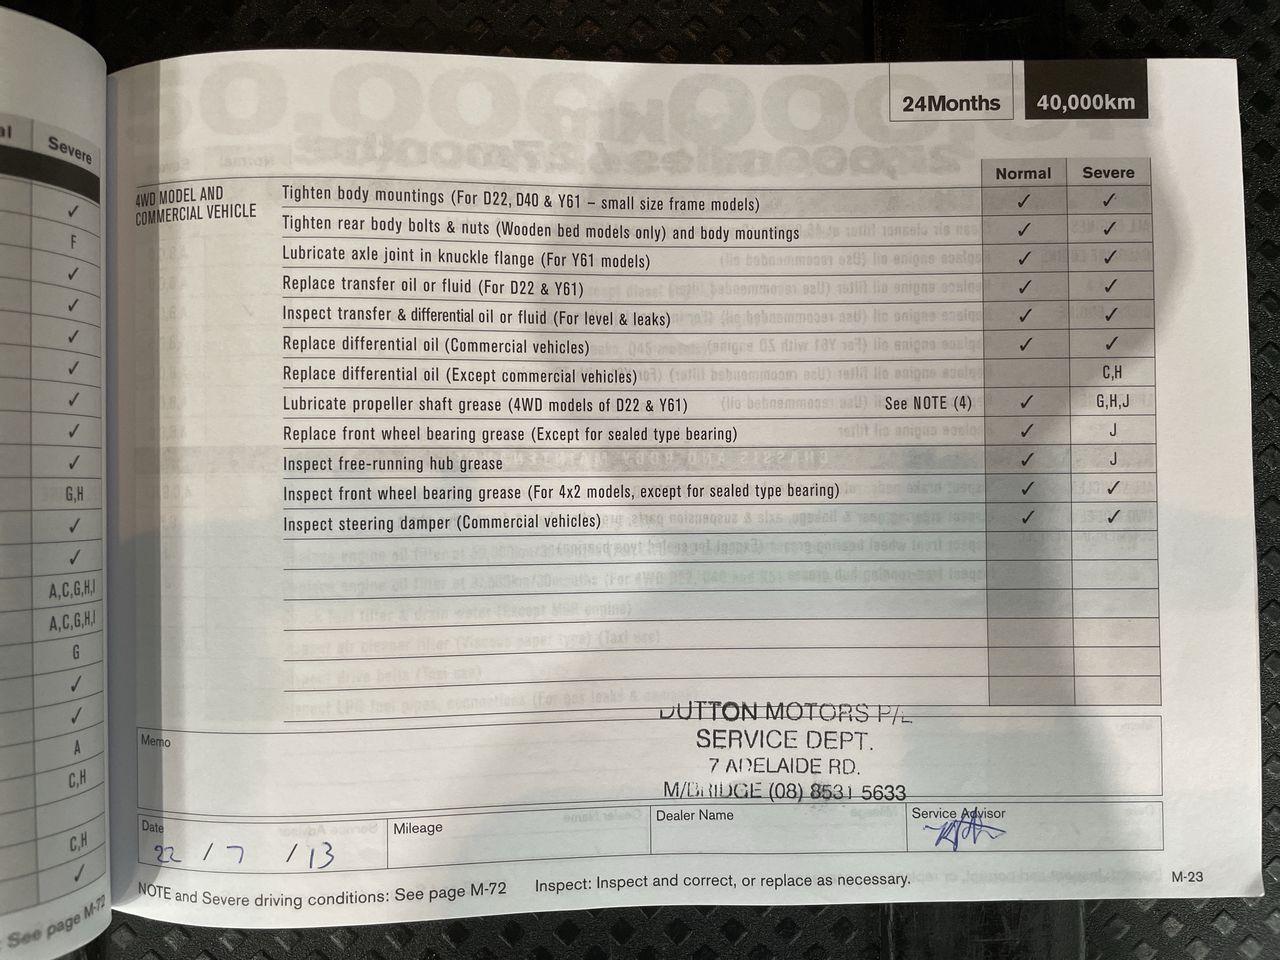 al
Severe
✓
F
✓
✓
✓
✓
✓
✓
✓
G,H
✓
✓
A,C,G,H,I
A,C,G,H,I
G
✓
✓
A
C,H
C,H
✓
: See page M-72
24Months 40,000km
Normal Severe
4WD MODEL AND
COMMERCIAL VEHICLE
Tighten body mountings (For D22, D40 & Y61 – small size frame models) ✓ ✓
Tighten rear body bolts & nuts (Wooden bed models only) and body mountings ✓ ✓
Lubricate axle joint in knuckle flange (For Y61 models) ✓ ✓
Replace transfer oil or fluid (For D22 & Y61) ✓ ✓
Inspect transfer & differential oil or fluid (For level & leaks) ✓ ✓
Replace differential oil (Commercial vehicles) ✓ ✓
Replace differential oil (Except commercial vehicles) C,H
Lubricate propeller shaft grease (4WD models of D22 & Y61) See NOTE (4) ✓ G,H,J
Replace front wheel bearing grease (Except for sealed type bearing) ✓ J
Inspect free-running hub grease ✓ J
Inspect front wheel bearing grease (For 4x2 models, except for sealed type bearing) ✓ ✓
Inspect steering damper (Commercial vehicles) ✓ ✓
Memo
DUTTON MOTORS P/L
SERVICE DEPT.
7 ADELAIDE RD.
M/BRIDGE (08) 8531 5633
Date Mileage Dealer Name Service Advisor
22 / 7 / 13
NOTE and Severe driving conditions: See page M-72 Inspect: Inspect and correct, or replace as necessary.
M-23